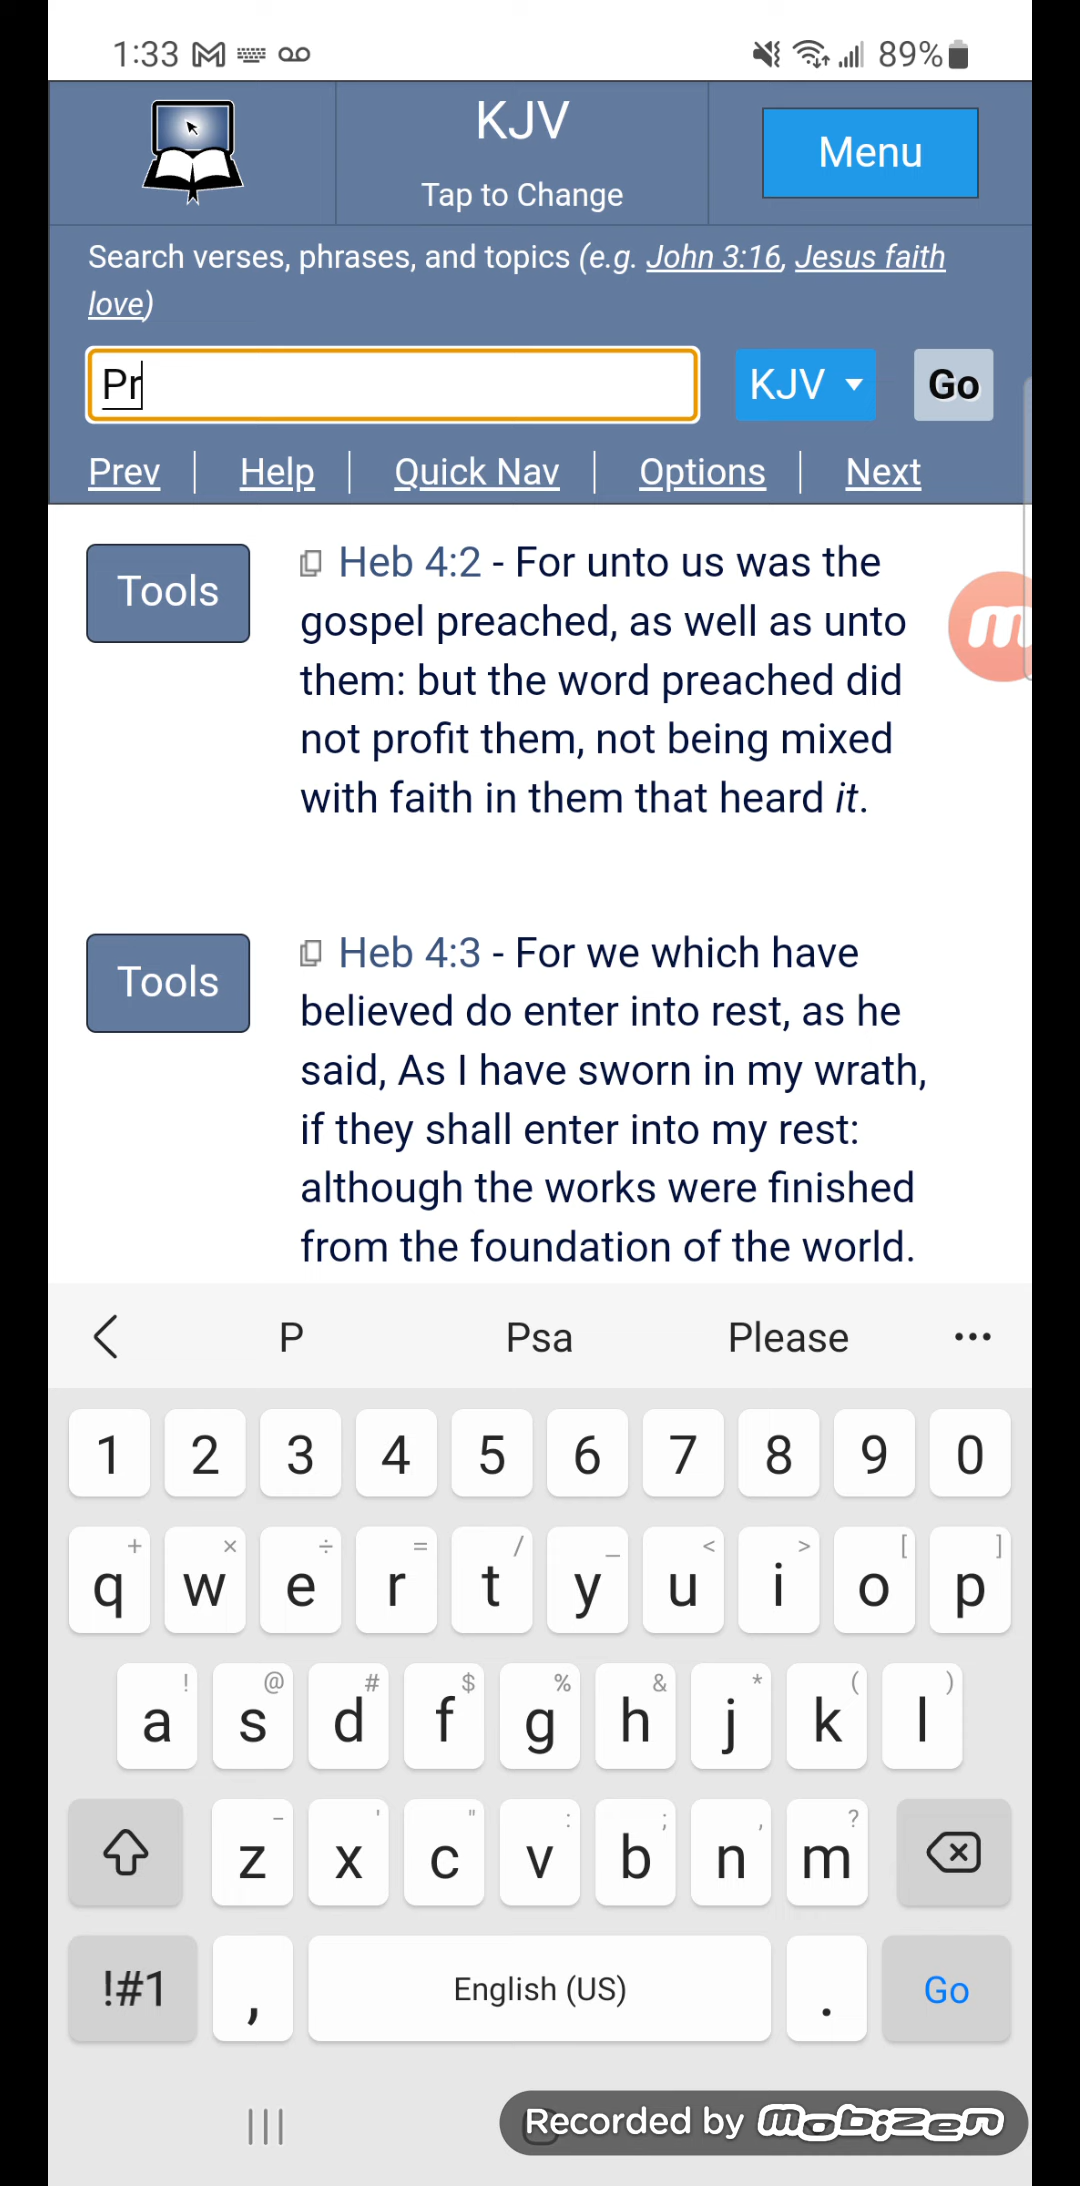 1:33 89%
KJV
Tap to Change
Menu
Search verses, phrases, and topics (e.g. John 3:16, Jesus faith
love)
Pr
KJV
Go
Prev | Help | Quick Nav | Options | Next
Tools
Heb 4:2 - For unto us was the
gospel preached, as well as unto
them: but the word preached did
not profit them, not being mixed
with faith in them that heard it.
Tools
Heb 4:3 - For we which have
believed do enter into rest, as he
said, As I have sworn in my wrath,
if they shall enter into my rest:
although the works were finished
from the foundation of the world.
P Psa Please ...
1 2 3 4 5 6 7 8 9 0
+ × ÷ = / _ < > [ ]
q w e r t y u i o p
! @ # $ % & * ( )
a s d f g h j k l
- ' " : ; , ?
z x c v b n m
!#1 , English (US) . Go
Recorded by mobizen